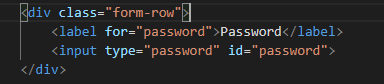 <div class="form-row">
<label for="password">Password</label>
<input type="password" id="password">
</div>